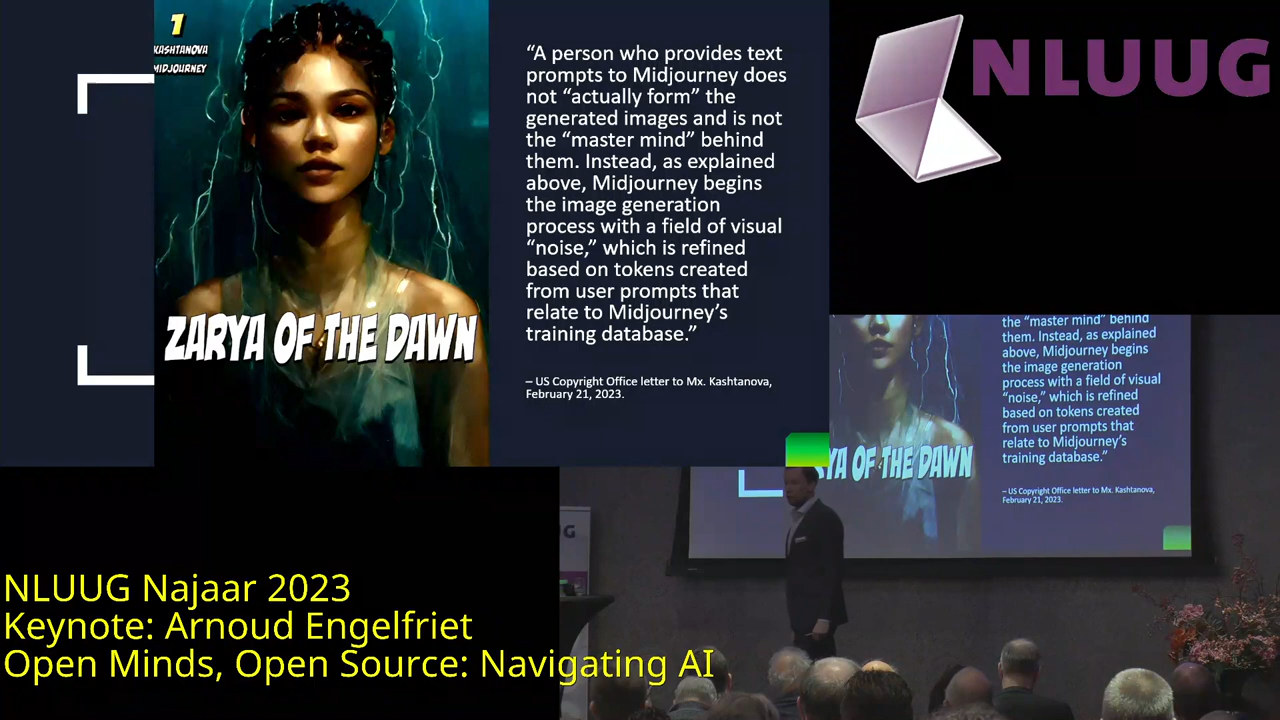 1
KASHTANOVA
MIDJOURNEY
ZARYA OF THE DAWN
“A person who provides text
prompts to Midjourney does
not “actually form” the
generated images and is not
the “master mind” behind
them. Instead, as explained
above, Midjourney begins
the image generation
process with a field of visual
“noise,” which is refined
based on tokens created
from user prompts that
relate to Midjourney’s
training database.”
– US Copyright Office letter to Mx. Kashtanova,
February 21, 2023.
NLUUG
the “master mind” behind
them. Instead, as explained
above, Midjourney begins
the image generation
process with a field of visual
“noise,” which is refined
based on tokens created
from user prompts that
relate to Midjourney’s
training database.”
– US Copyright Office letter to Mx. Kashtanova,
February 21, 2023.
YA OF THE DAWN
UG
NLUUG Najaar 2023
Keynote: Arnoud Engelfriet
Open Minds, Open Source: Navigating AI